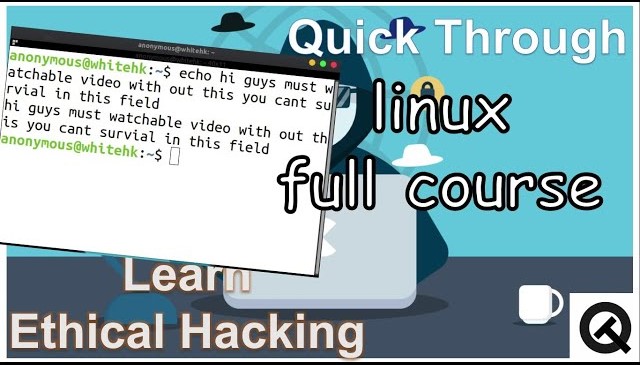 Quick Through
linux
full course
anonymous@whitehk: ~
anonymous@whitehk:~$ echo hi guys must w
atchable video with out this you cant su
rvial in this field
hi guys must watchable video with out th
is you cant survial in this field
anonymous@whitehk:~$
Learn
Ethical Hacking